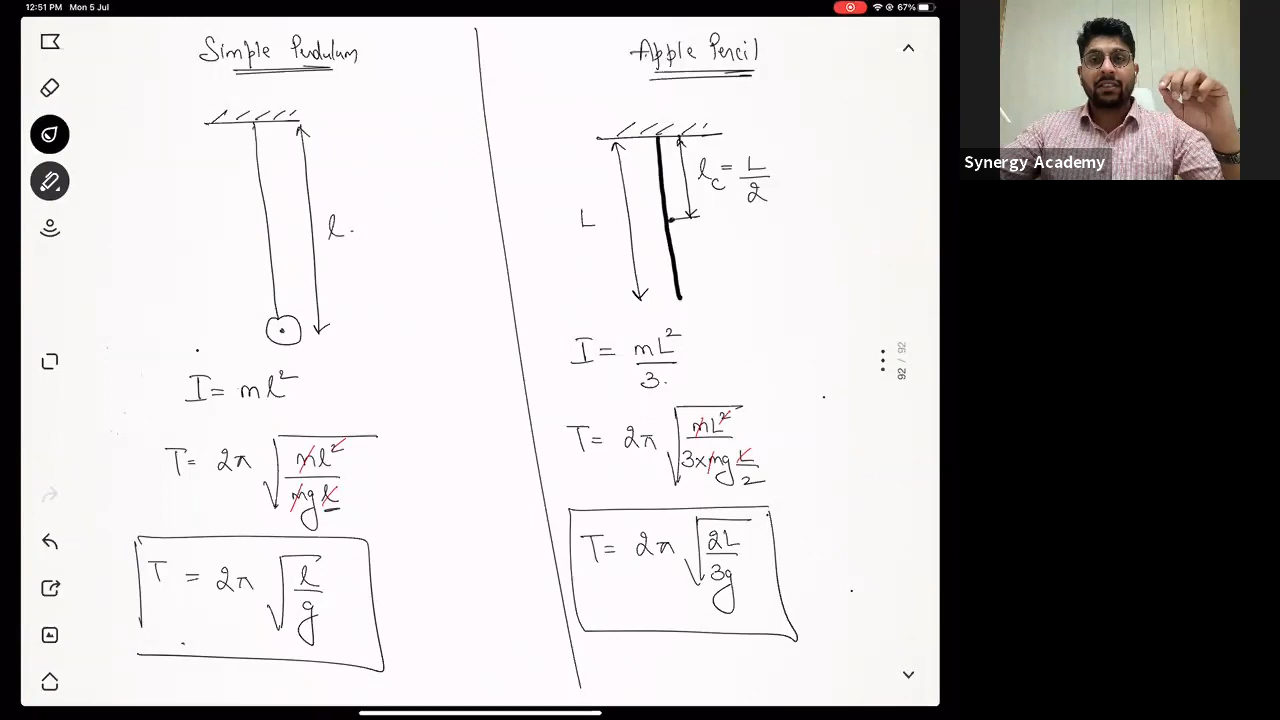 12:51 PM Mon 5 Jul
67%
Simple Pendulum
l.
I = ml²
T = 2π √(ml²/mgl)
T = 2π √(l/g)
Apple Pencil
L
l_c = L/2
I = mL²/3.
T = 2π √(mL²/(3×mg L/2))
T = 2π √(2L/3g)
92 / 92
Synergy Academy